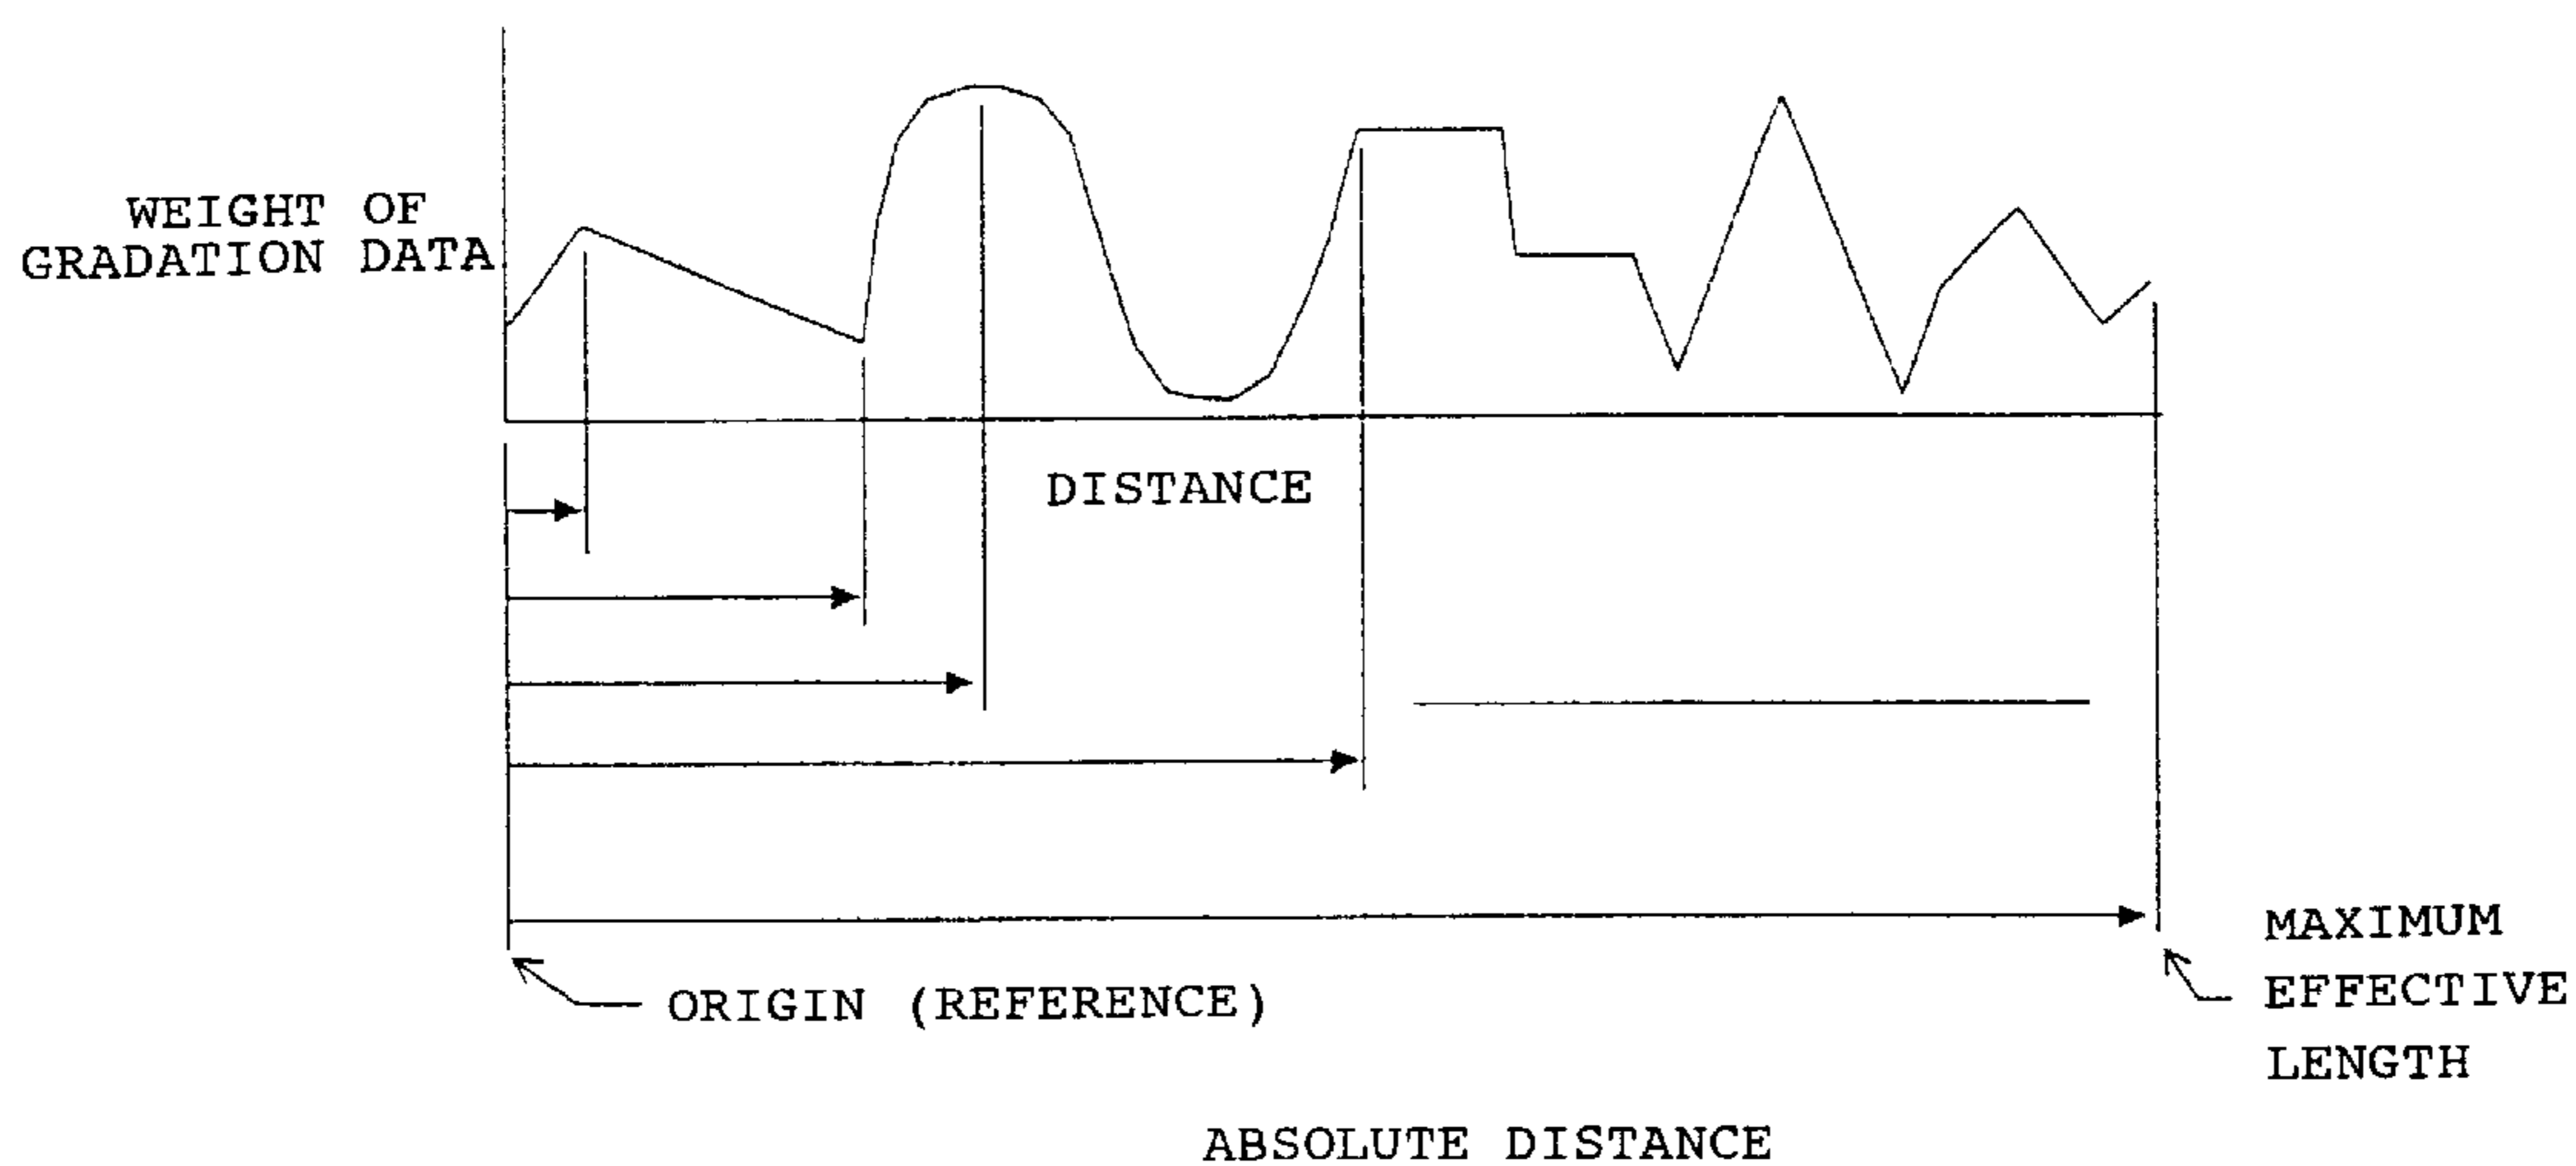 WEIGHT OF
GRADATION DATA
DISTANCE
ORIGIN (REFERENCE)
MAXIMUM
EFFECTIVE
LENGTH
ABSOLUTE DISTANCE